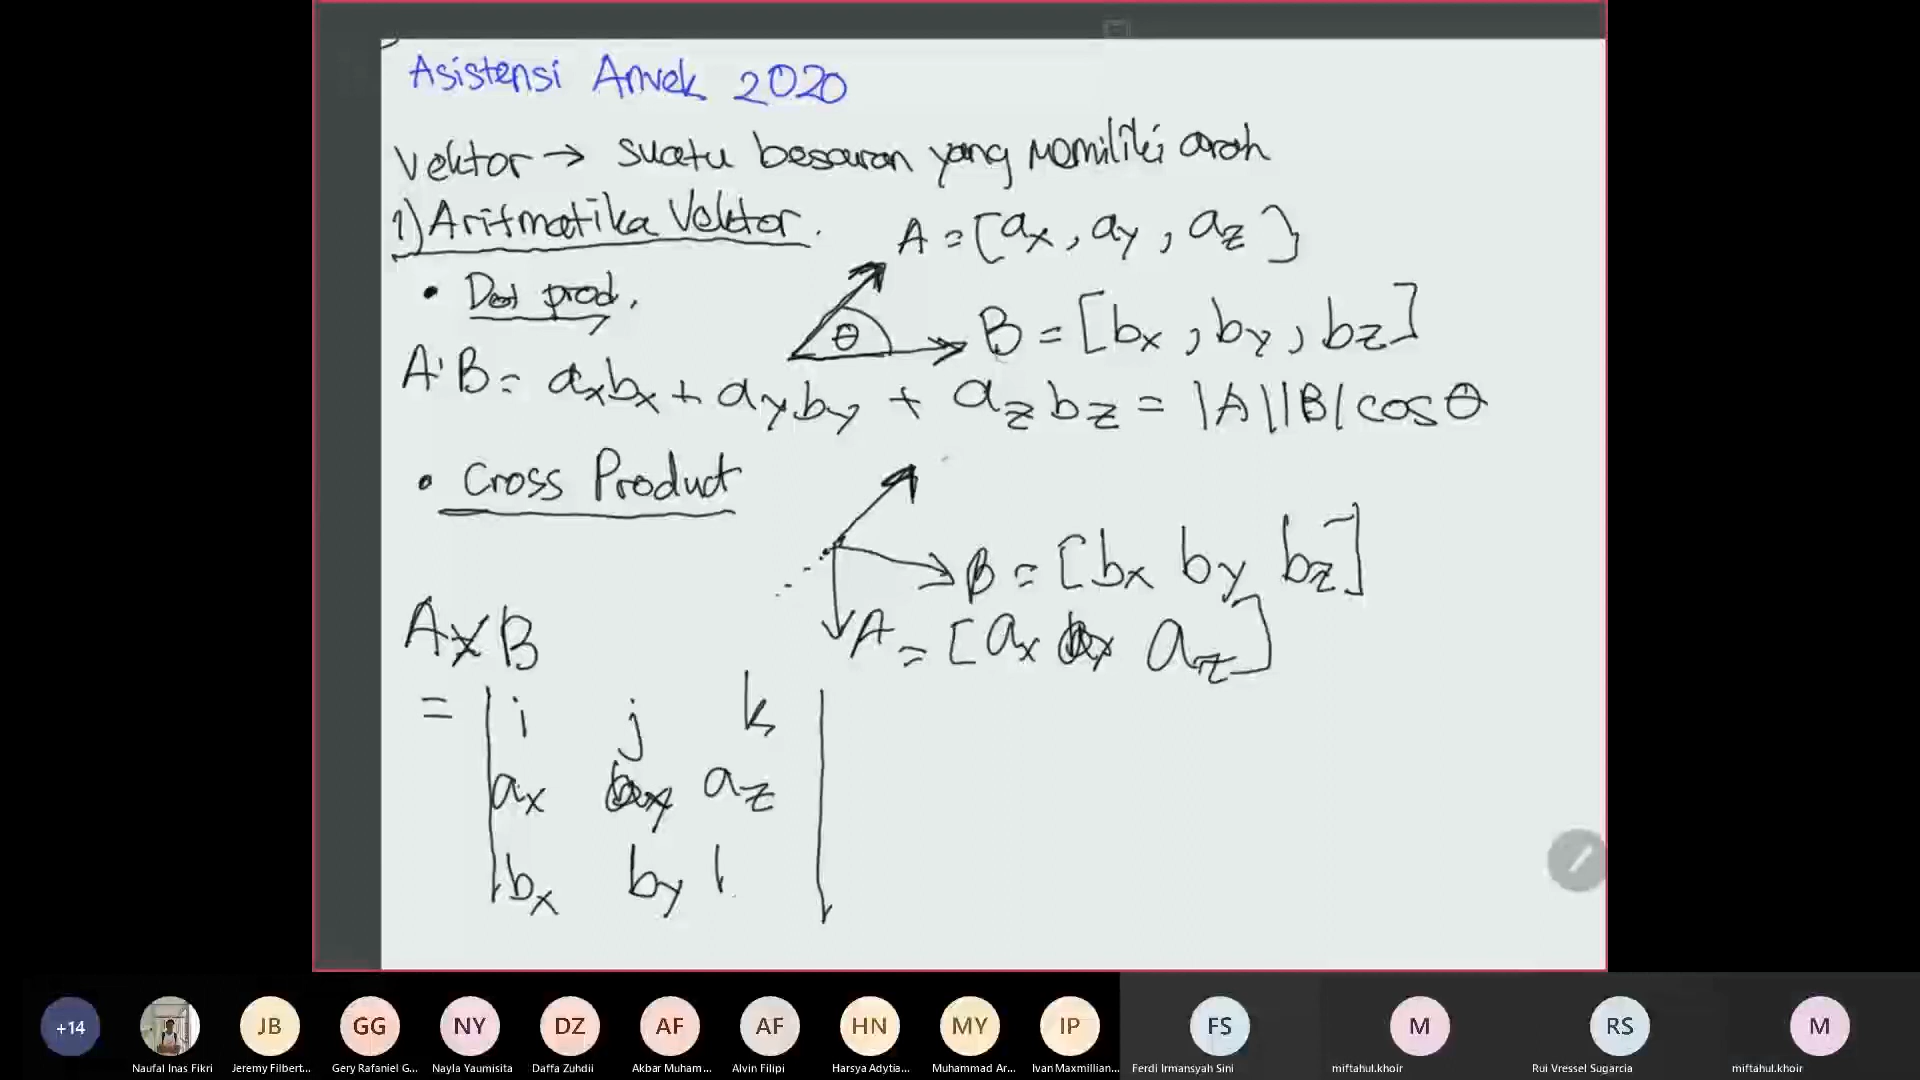 Asistensi Anvek 2020
Vektor → suatu besaran yang memiliki arah
1) Aritmatika Vektor.
A = [ax, ay, az]
• Dot prod.
θ
B = [bx, by, bz]
A·B = axbx + ayby + azbz = |A||B| cos θ
• Cross Product
B = [bx by bz]
A = [ax ay az]
A×B
= | i j k |
ax ay az
bx by
+14
JB
GG
NY
DZ
AF
AF
HN
MY
IP
FS
M
RS
M
Naufal Inas Fikri
Jeremy Filbert...
Gery Rafaniel G...
Nayla Yaumisita
Daffa Zuhdii
Akbar Muham...
Alvin Filipi
Harsya Adytia...
Muhammad Ar...
Ivan Maxmillian...
Ferdi Irmansyah Sini
miftahul.khoir
Rui Vressel Sugarcia
miftahul.khoir